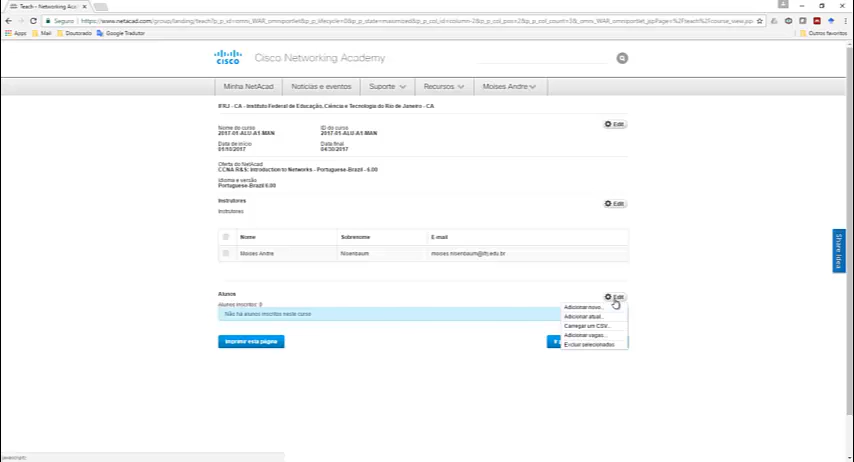 Teach - Networking Aca
Seguro
https://www.netacad.com/group/landing/teach?p_p_id=omni_WAR_omniportlet&p_p_lifecycle=0&p_p_state=maximized&p_p_col_id=column-2&p_p_col_pos=2&p_p_col_count=3&_omni_WAR_omniportlet_jspPage=%2Fteach%2Fcourse_view.jsp
Apps Mail Doutorado Google Tradutor Outros favoritos
CISCO
Cisco Networking Academy
Minha NetAcad Notícias e eventos Suporte Recursos Moises Andre
IFRJ - CA - Instituto Federal de Educação, Ciência e Tecnologia do Rio de Janeiro - CA
Edit
Nome do curso ID do curso
2017-01-ALU-A1-MAN 2017-01-ALU-A1-MAN
Data de início Data final
01/10/2017 04/30/2017
Oferta do NetAcad
CCNA R&S: Introduction to Networks - Portuguese-Brazil - 6.00
Idioma e versão
Portuguese-Brazil 6.00
Instrutores Edit
Instrutores
Nome Sobrenome E-mail
Moises Andre Nisenbaum moises.nisenbaum@ifrj.edu.br
Share Idea
Alunos Edit
Alunos inscritos: 0
Não há alunos inscritos neste curso
Adicionar novo...
Adicionar atual...
Carregar um CSV...
Adicionar vagas...
Excluir selecionados
Imprimir esta página
javascript:;